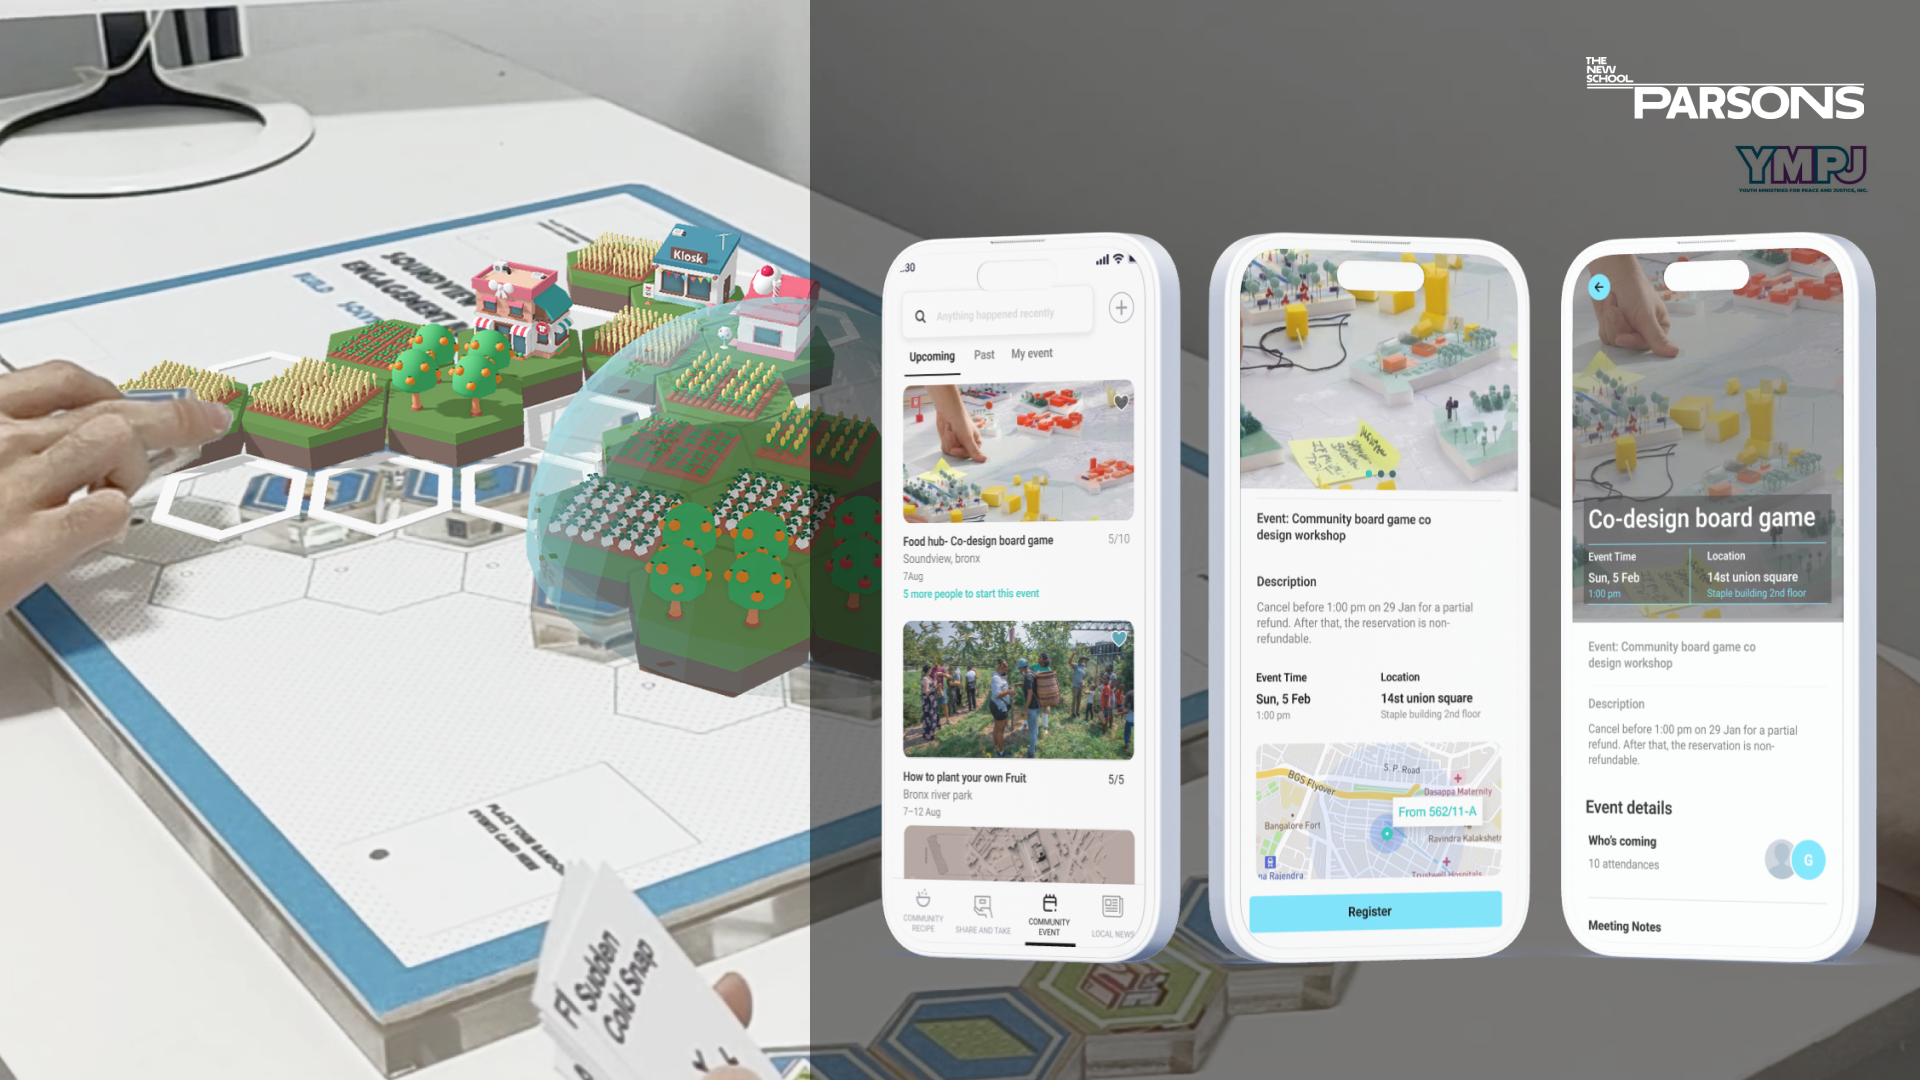 THE
NEW
SCHOOL
PARSONS
YMPJ
YOUTH MINISTRIES FOR PEACE AND JUSTICE, INC.
SOUNDVIEW
ENGAGEMENT
BUILD
Kiosk
PLACE YOUR RANDOM
EVENTS CARD HERE
Sudden
Cold Snap
:30
Anything happened recently
Upcoming Past My event
Food hub- Co-design board game 5/10
Soundview, bronx
7Aug
5 more people to start this event
How to plant your own Fruit 5/5
Bronx river park
7–12 Aug
COMMUNITY
RECIPE
SHARE AND TAKE
COMMUNITY
EVENT
LOCAL NEWS
Event: Community board game co
design workshop
Description
Cancel before 1:00 pm on 29 Jan for a partial
refund. After that, the reservation is non-
refundable.
Event Time Location
Sun, 5 Feb 14st union square
1:00 pm Staple building 2nd floor
S. P. Road
BGS Flyover
Dasappa Maternity
From 562/11-A
Bangalore Fort
Ravindra Kalakshetr
na Rajendra
Trustwell Hospitals
Register
Co-design board game
Event Time Location
Sun, 5 Feb 14st union square
1:00 pm Staple building 2nd floor
Event: Community board game co
design workshop
Description
Cancel before 1:00 pm on 29 Jan for a partial
refund. After that, the reservation is non-
refundable.
Event details
Who's coming
10 attendances
G
Meeting Notes